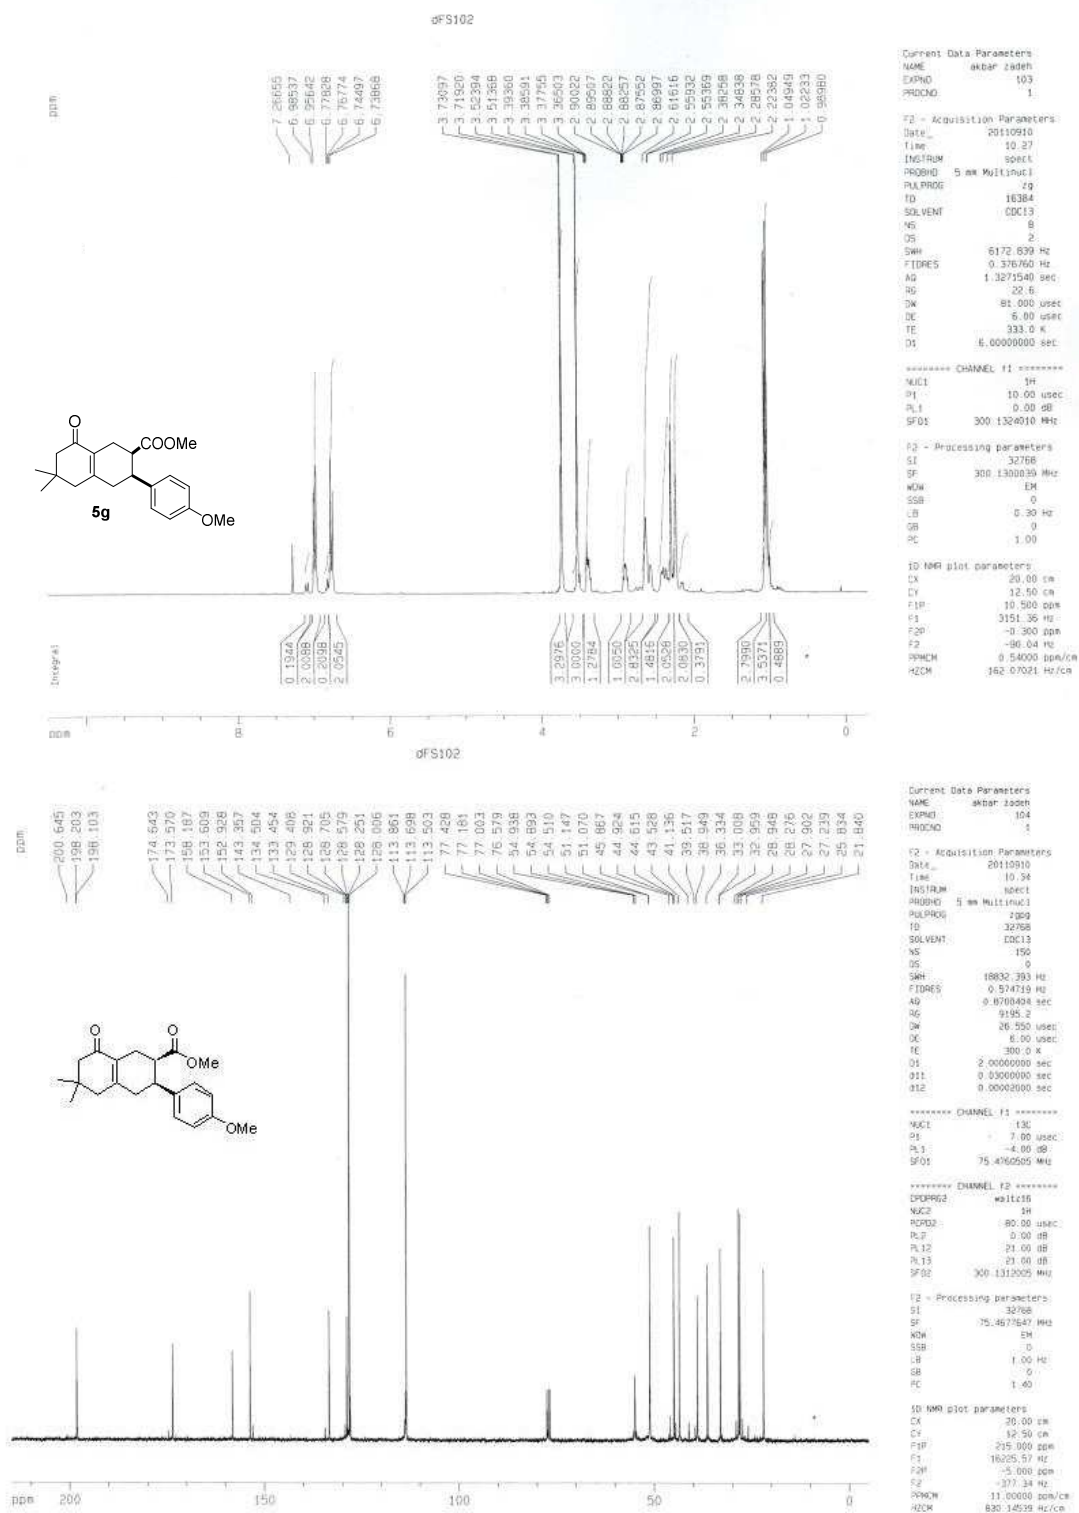 dFS102
ppm
7.26655
6.98537
6.95642
6.77828
6.76774
6.74497
6.73868
3.73097
3.71920
3.52394
3.51368
3.39360
3.38591
3.37755
3.36503
2.90022
2.89507
2.88822
2.88257
2.87552
2.86997
2.61616
2.55932
2.55369
2.38258
2.34838
2.28578
2.22382
1.04949
1.02233
0.98980
O
COOMe
5g
OMe
Integral
0.1944
2.0088
0.2098
2.0545
3.2976
3.0000
1.2784
1.0050
2.8325
1.4816
2.0528
2.0830
0.3791
2.7990
3.5371
0.4889
ppm
8
6
4
2
0
Current Data Parameters
NAME akbar zadeh
EXPNO 103
PROCNO 1
F2 - Acquisition Parameters
Date_ 20110910
Time 10.27
INSTRUM spect
PROBHD 5 mm Multinucl
PULPROG zg
TD 16384
SOLVENT CDCl3
NS 8
DS 2
SWH 6172.839 Hz
FIDRES 0.376760 Hz
AQ 1.3271540 sec
RG 22.6
DW 81.000 usec
DE 6.00 usec
TE 333.0 K
D1 6.00000000 sec
======== CHANNEL f1 ========
NUC1 1H
P1 10.00 usec
PL1 0.00 dB
SFO1 300.1324010 MHz
F2 - Processing parameters
SI 32768
SF 300.1300039 MHz
WDW EM
SSB 0
LB 0.30 Hz
GB 0
PC 1.00
1D NMR plot parameters
CX 20.00 cm
CY 12.50 cm
F1P 10.500 ppm
F1 3151.36 Hz
F2P -0.300 ppm
F2 -90.04 Hz
PPMCM 0.54000 ppm/cm
HZCM 162.07021 Hz/cm
dFS102
ppm
200.645
198.203
198.103
174.643
173.570
158.187
153.609
152.928
143.357
134.504
133.454
129.408
128.921
128.705
128.579
128.251
128.006
113.861
113.698
113.503
77.428
77.181
77.003
76.579
54.938
54.893
54.510
51.147
51.070
45.867
44.924
44.615
43.528
41.136
39.517
38.949
36.334
33.008
32.959
28.948
28.276
27.902
27.239
25.834
21.840
O
O
OMe
OMe
ppm
200
150
100
50
0
Current Data Parameters
NAME akbar zadeh
EXPNO 104
PROCNO 1
F2 - Acquisition Parameters
Date_ 20110910
Time 10.34
INSTRUM spect
PROBHD 5 mm Multinucl
PULPROG zgpg
TD 32768
SOLVENT CDCl3
NS 150
DS 0
SWH 18832.393 Hz
FIDRES 0.574719 Hz
AQ 0.8700404 sec
RG 9195.2
DW 26.550 usec
DE 6.00 usec
TE 300.0 K
D1 2.00000000 sec
d11 0.03000000 sec
d12 0.00002000 sec
======== CHANNEL f1 ========
NUC1 13C
P1 7.00 usec
PL1 -4.00 dB
SFO1 75.4760505 MHz
======== CHANNEL f2 ========
CPDPRG2 waltz16
NUC2 1H
PCPD2 80.00 usec
PL2 0.00 dB
PL12 21.00 dB
PL13 21.00 dB
SFO2 300.1312005 MHz
F2 - Processing parameters
SI 32768
SF 75.4677647 MHz
WDW EM
SSB 0
LB 1.00 Hz
GB 0
PC 1.40
1D NMR plot parameters
CX 20.00 cm
CY 12.50 cm
F1P 215.000 ppm
F1 16225.57 Hz
F2P -5.000 ppm
F2 -377.34 Hz
PPMCM 11.00000 ppm/cm
HZCM 830.14539 Hz/cm